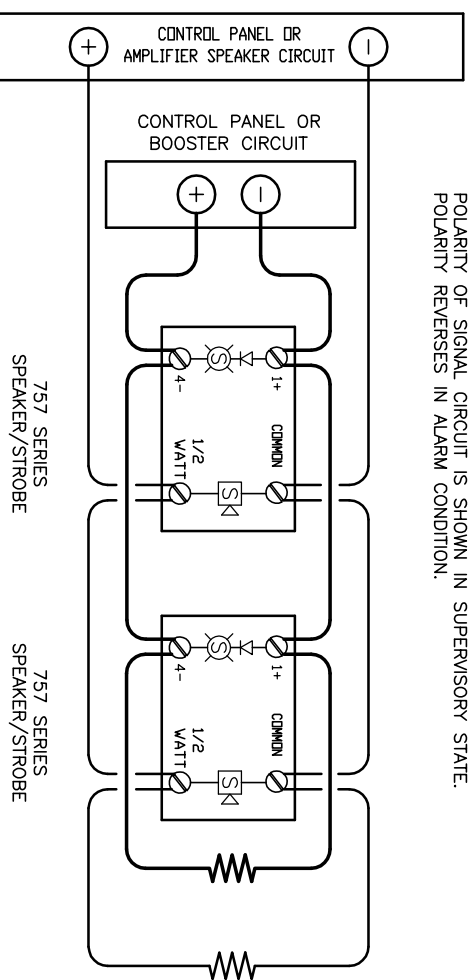 CONTROL PANEL OR
AMPLIFIER SPEAKER CIRCUIT
+
−
CONTROL PANEL OR
BOOSTER CIRCUIT
+
−
POLARITY OF SIGNAL CIRCUIT IS SHOWN IN SUPERVISORY STATE.
POLARITY REVERSES IN ALARM CONDITION.
4-
S
1+
1/2
WATT
S
COMMON
757 SERIES
SPEAKER/STROBE
4-
S
1+
1/2
WATT
S
COMMON
757 SERIES
SPEAKER/STROBE